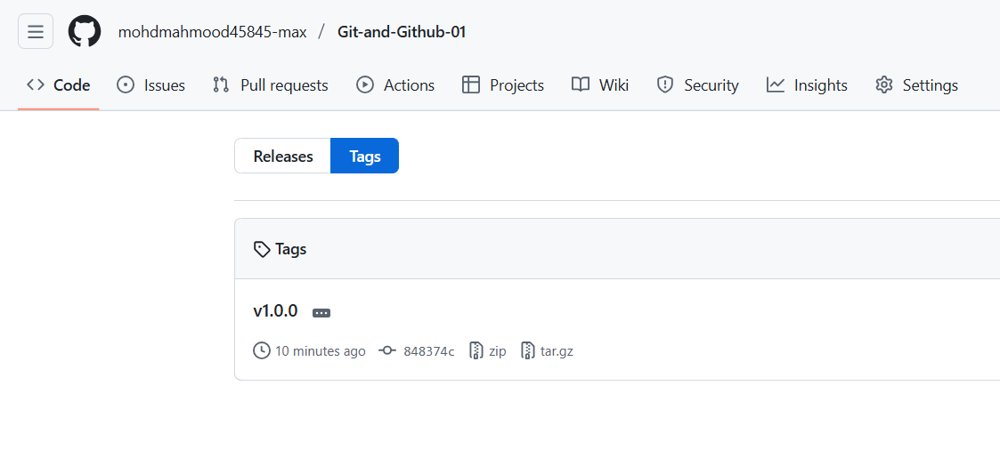 mohdmahmood45845-max / Git-and-Github-01
Code Issues Pull requests Actions Projects Wiki Security Insights Settings
Releases Tags
Tags
v1.0.0
10 minutes ago 848374c zip tar.gz